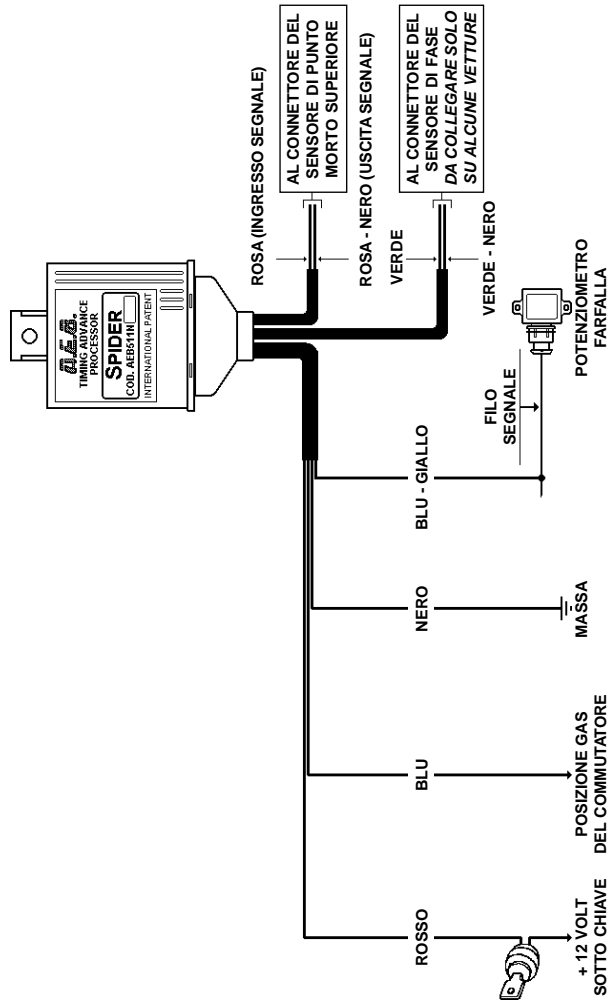 A.E.B.
TIMING ADVANCE
PROCESSOR
SPIDER
COD. AEB511N
INTERNATIONAL PATENT
ROSA (INGRESSO SEGNALE)
AL CONNETTORE DEL
SENSORE DI PUNTO
MORTO SUPERIORE
ROSA - NERO (USCITA SEGNALE)
VERDE
AL CONNETTORE DEL
SENSORE DI FASE
DA COLLEGARE SOLO
SU ALCUNE VETTURE
VERDE - NERO
POTENZIOMETRO
FARFALLA
FILO
SEGNALE
BLU - GIALLO
NERO
MASSA
BLU
POSIZIONE GAS
DEL COMMUTATORE
ROSSO
+ 12 VOLT
SOTTO CHIAVE